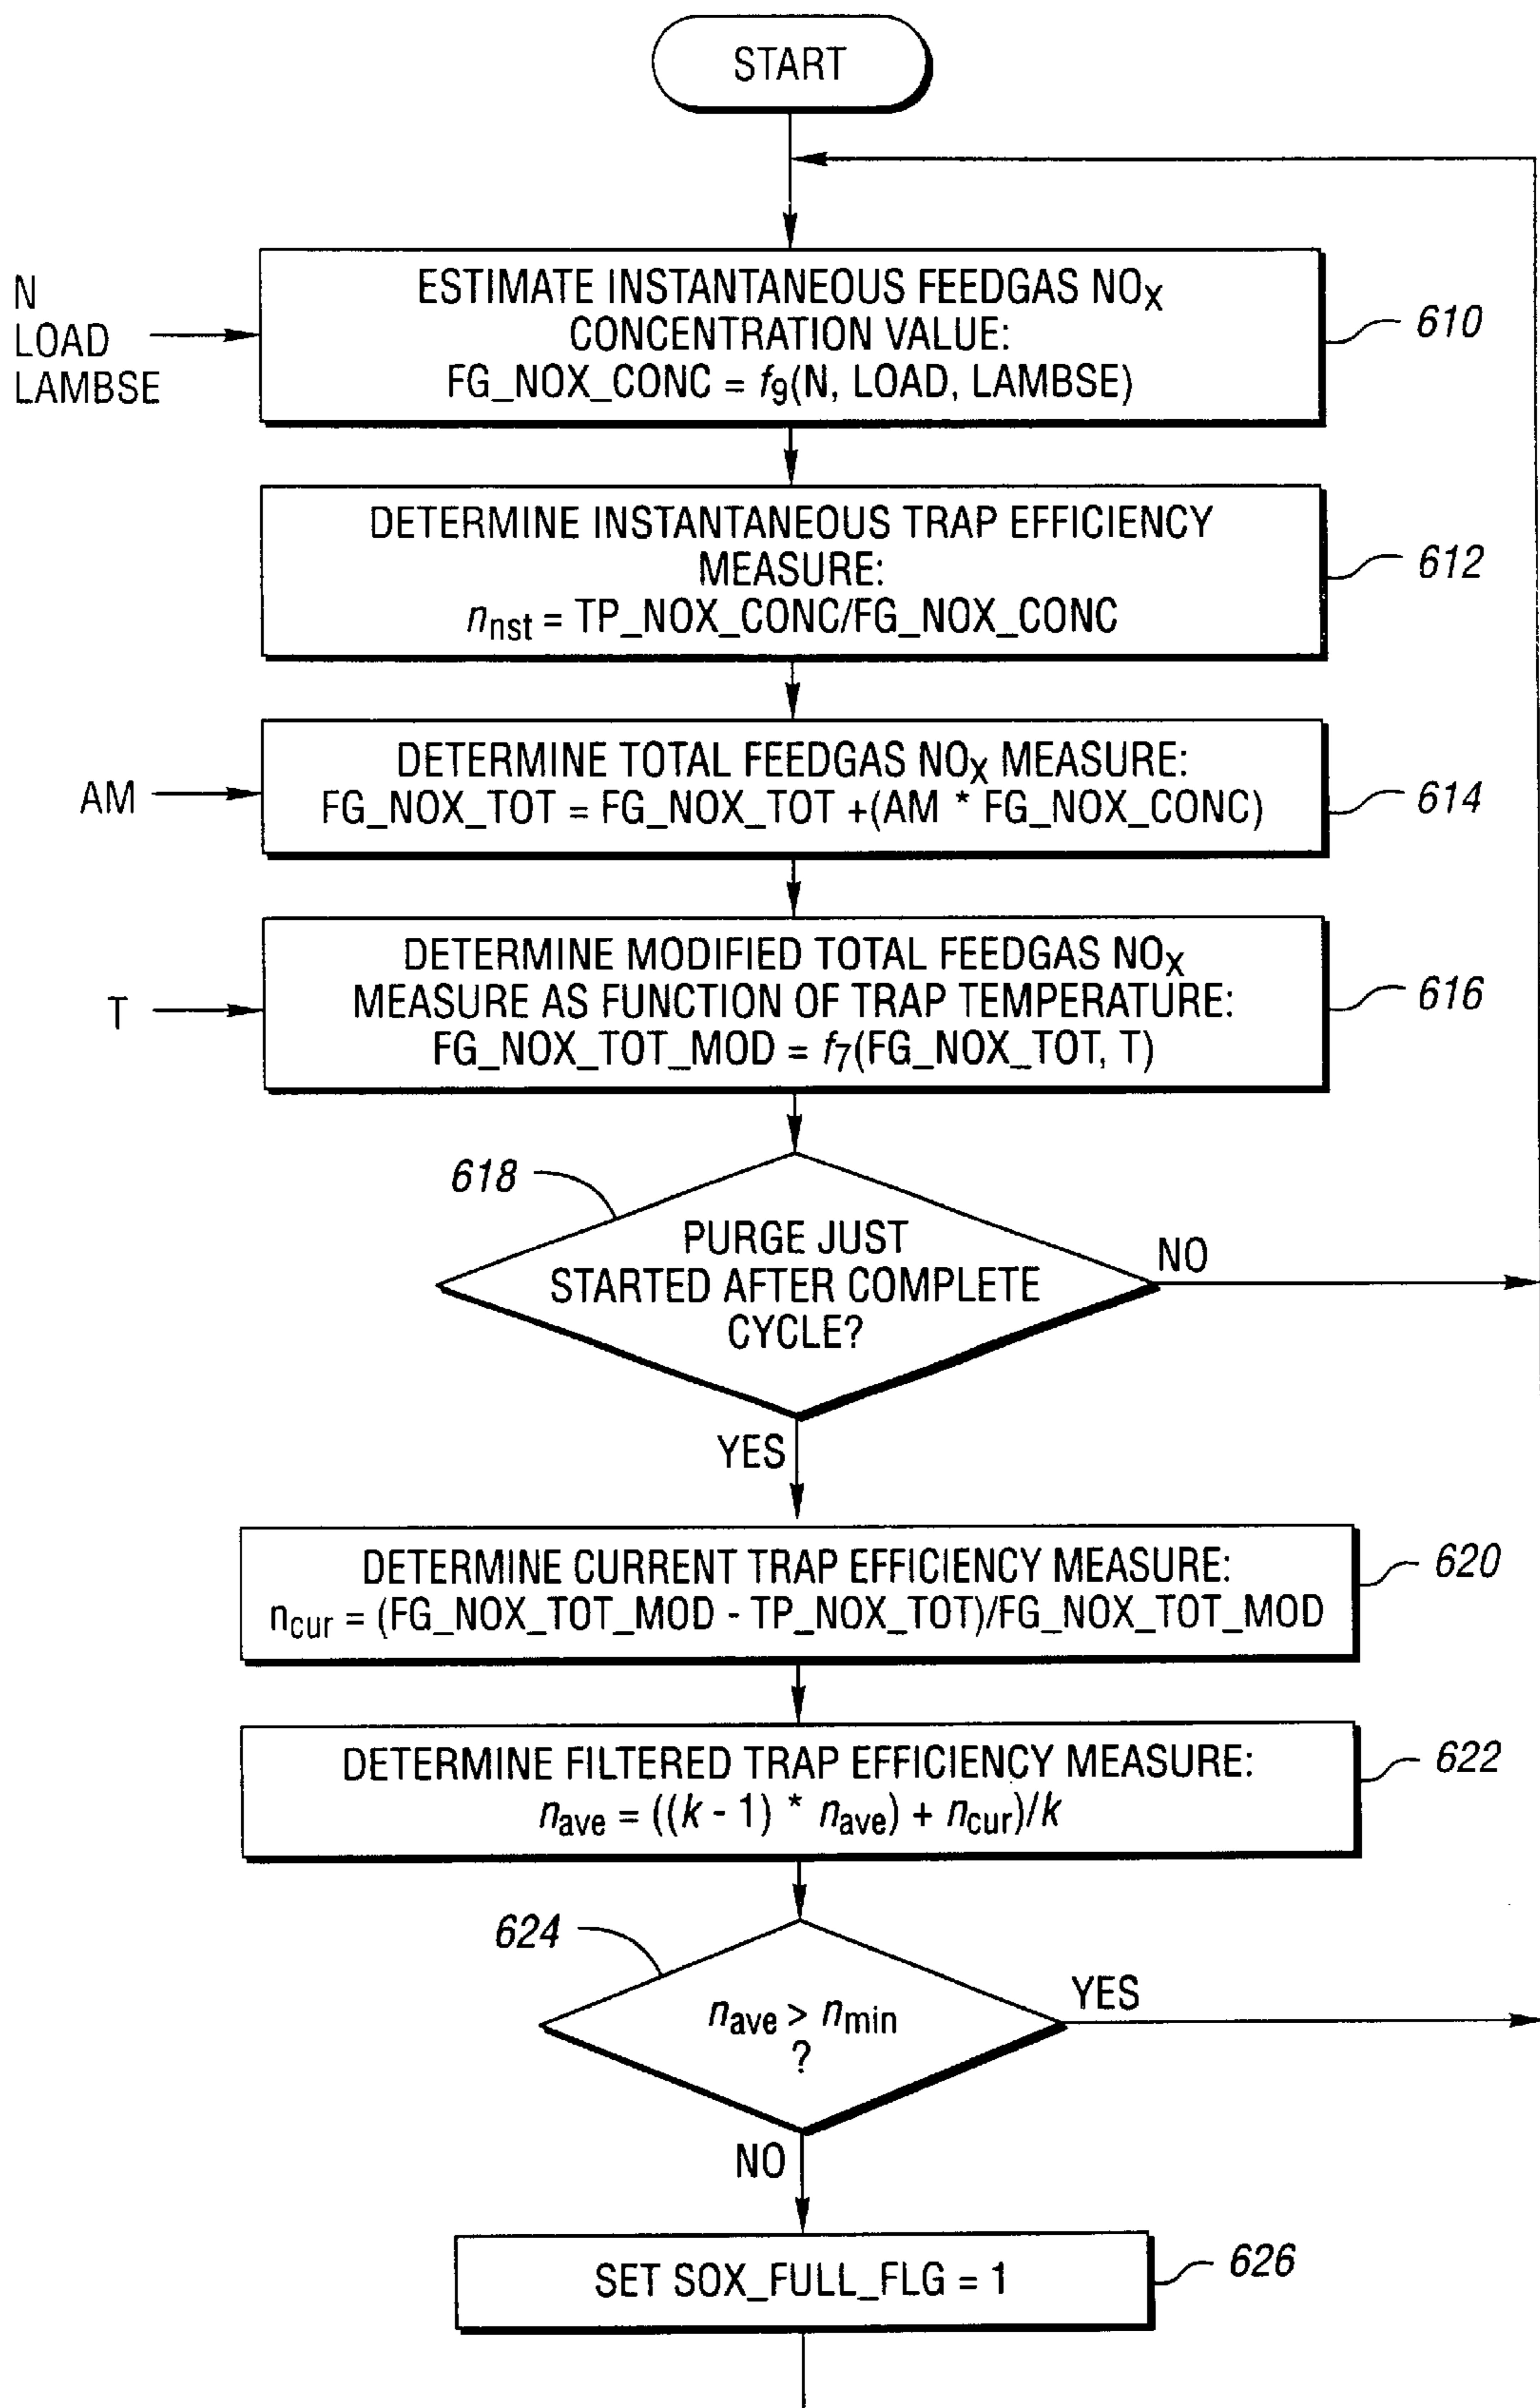 START
N
LOAD
LAMBSE
ESTIMATE INSTANTANEOUS FEEDGAS NOX
CONCENTRATION VALUE:
FG_NOX_CONC = f9(N, LOAD, LAMBSE)
610
DETERMINE INSTANTANEOUS TRAP EFFICIENCY
MEASURE:
nnst = TP_NOX_CONC/FG_NOX_CONC
612
AM
DETERMINE TOTAL FEEDGAS NOX MEASURE:
FG_NOX_TOT = FG_NOX_TOT +(AM * FG_NOX_CONC)
614
T
DETERMINE MODIFIED TOTAL FEEDGAS NOX
MEASURE AS FUNCTION OF TRAP TEMPERATURE:
FG_NOX_TOT_MOD = f7(FG_NOX_TOT, T)
616
618
PURGE JUST
STARTED AFTER COMPLETE
CYCLE?
NO
YES
DETERMINE CURRENT TRAP EFFICIENCY MEASURE:
ncur = (FG_NOX_TOT_MOD - TP_NOX_TOT)/FG_NOX_TOT_MOD
620
DETERMINE FILTERED TRAP EFFICIENCY MEASURE:
nave = ((k - 1) * nave) + ncur)/k
622
624
nave > nmin
?
YES
NO
SET SOX_FULL_FLG = 1
626